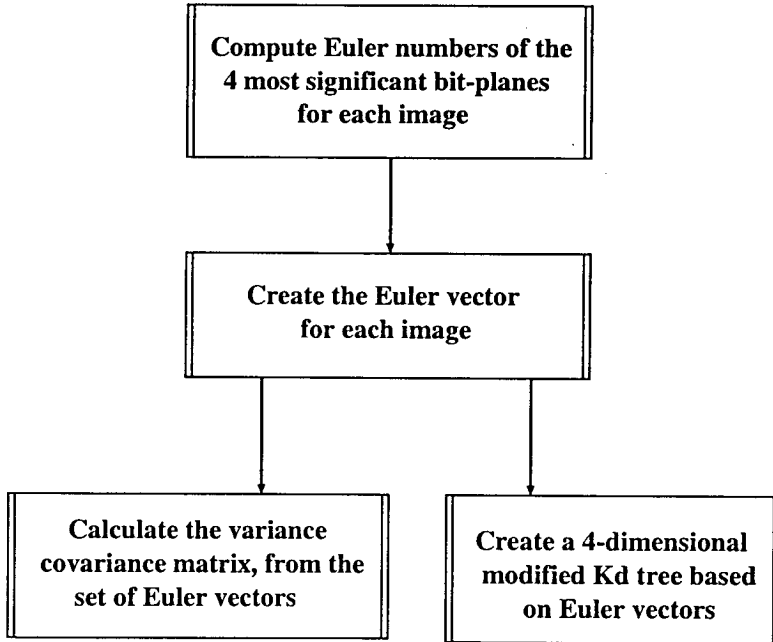 Compute Euler numbers of the
4 most significant bit-planes
for each image
Create the Euler vector
for each image
Calculate the variance
covariance matrix, from the
set of Euler vectors
Create a 4-dimensional
modified Kd tree based
on Euler vectors